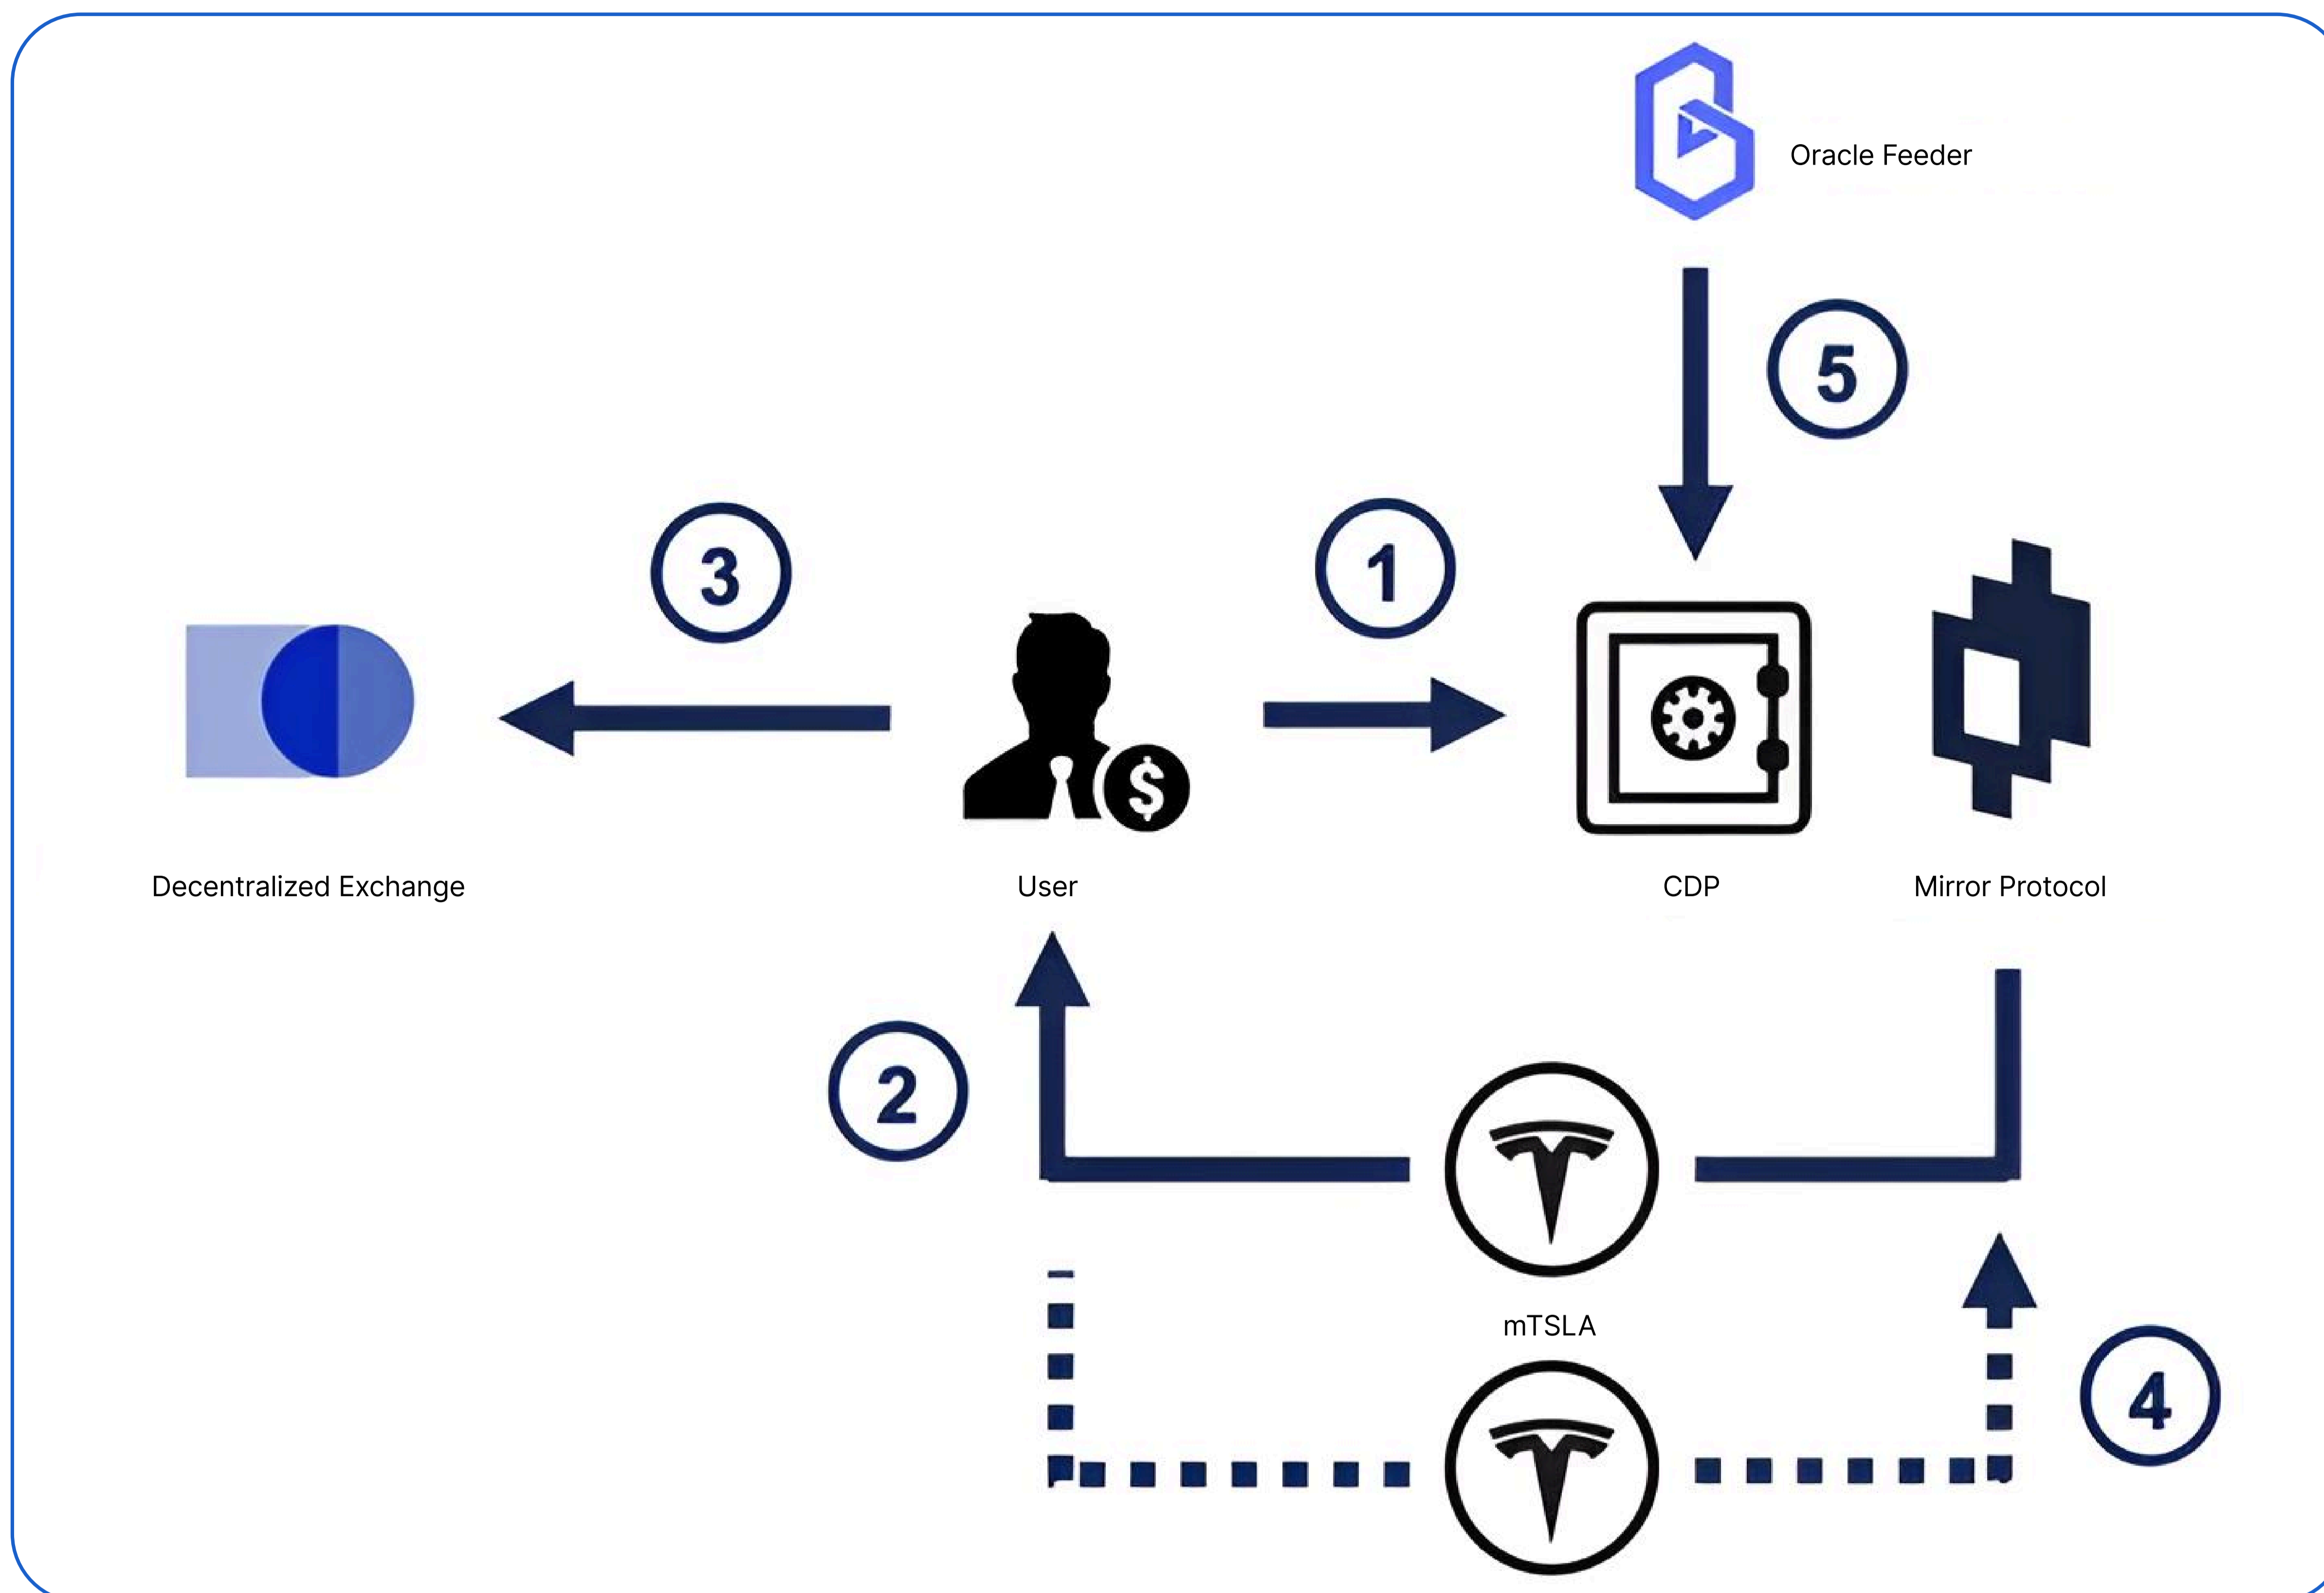 Oracle Feeder
5
3
1
$
Decentralized Exchange
User
CDP
Mirror Protocol
2
mTSLA
4